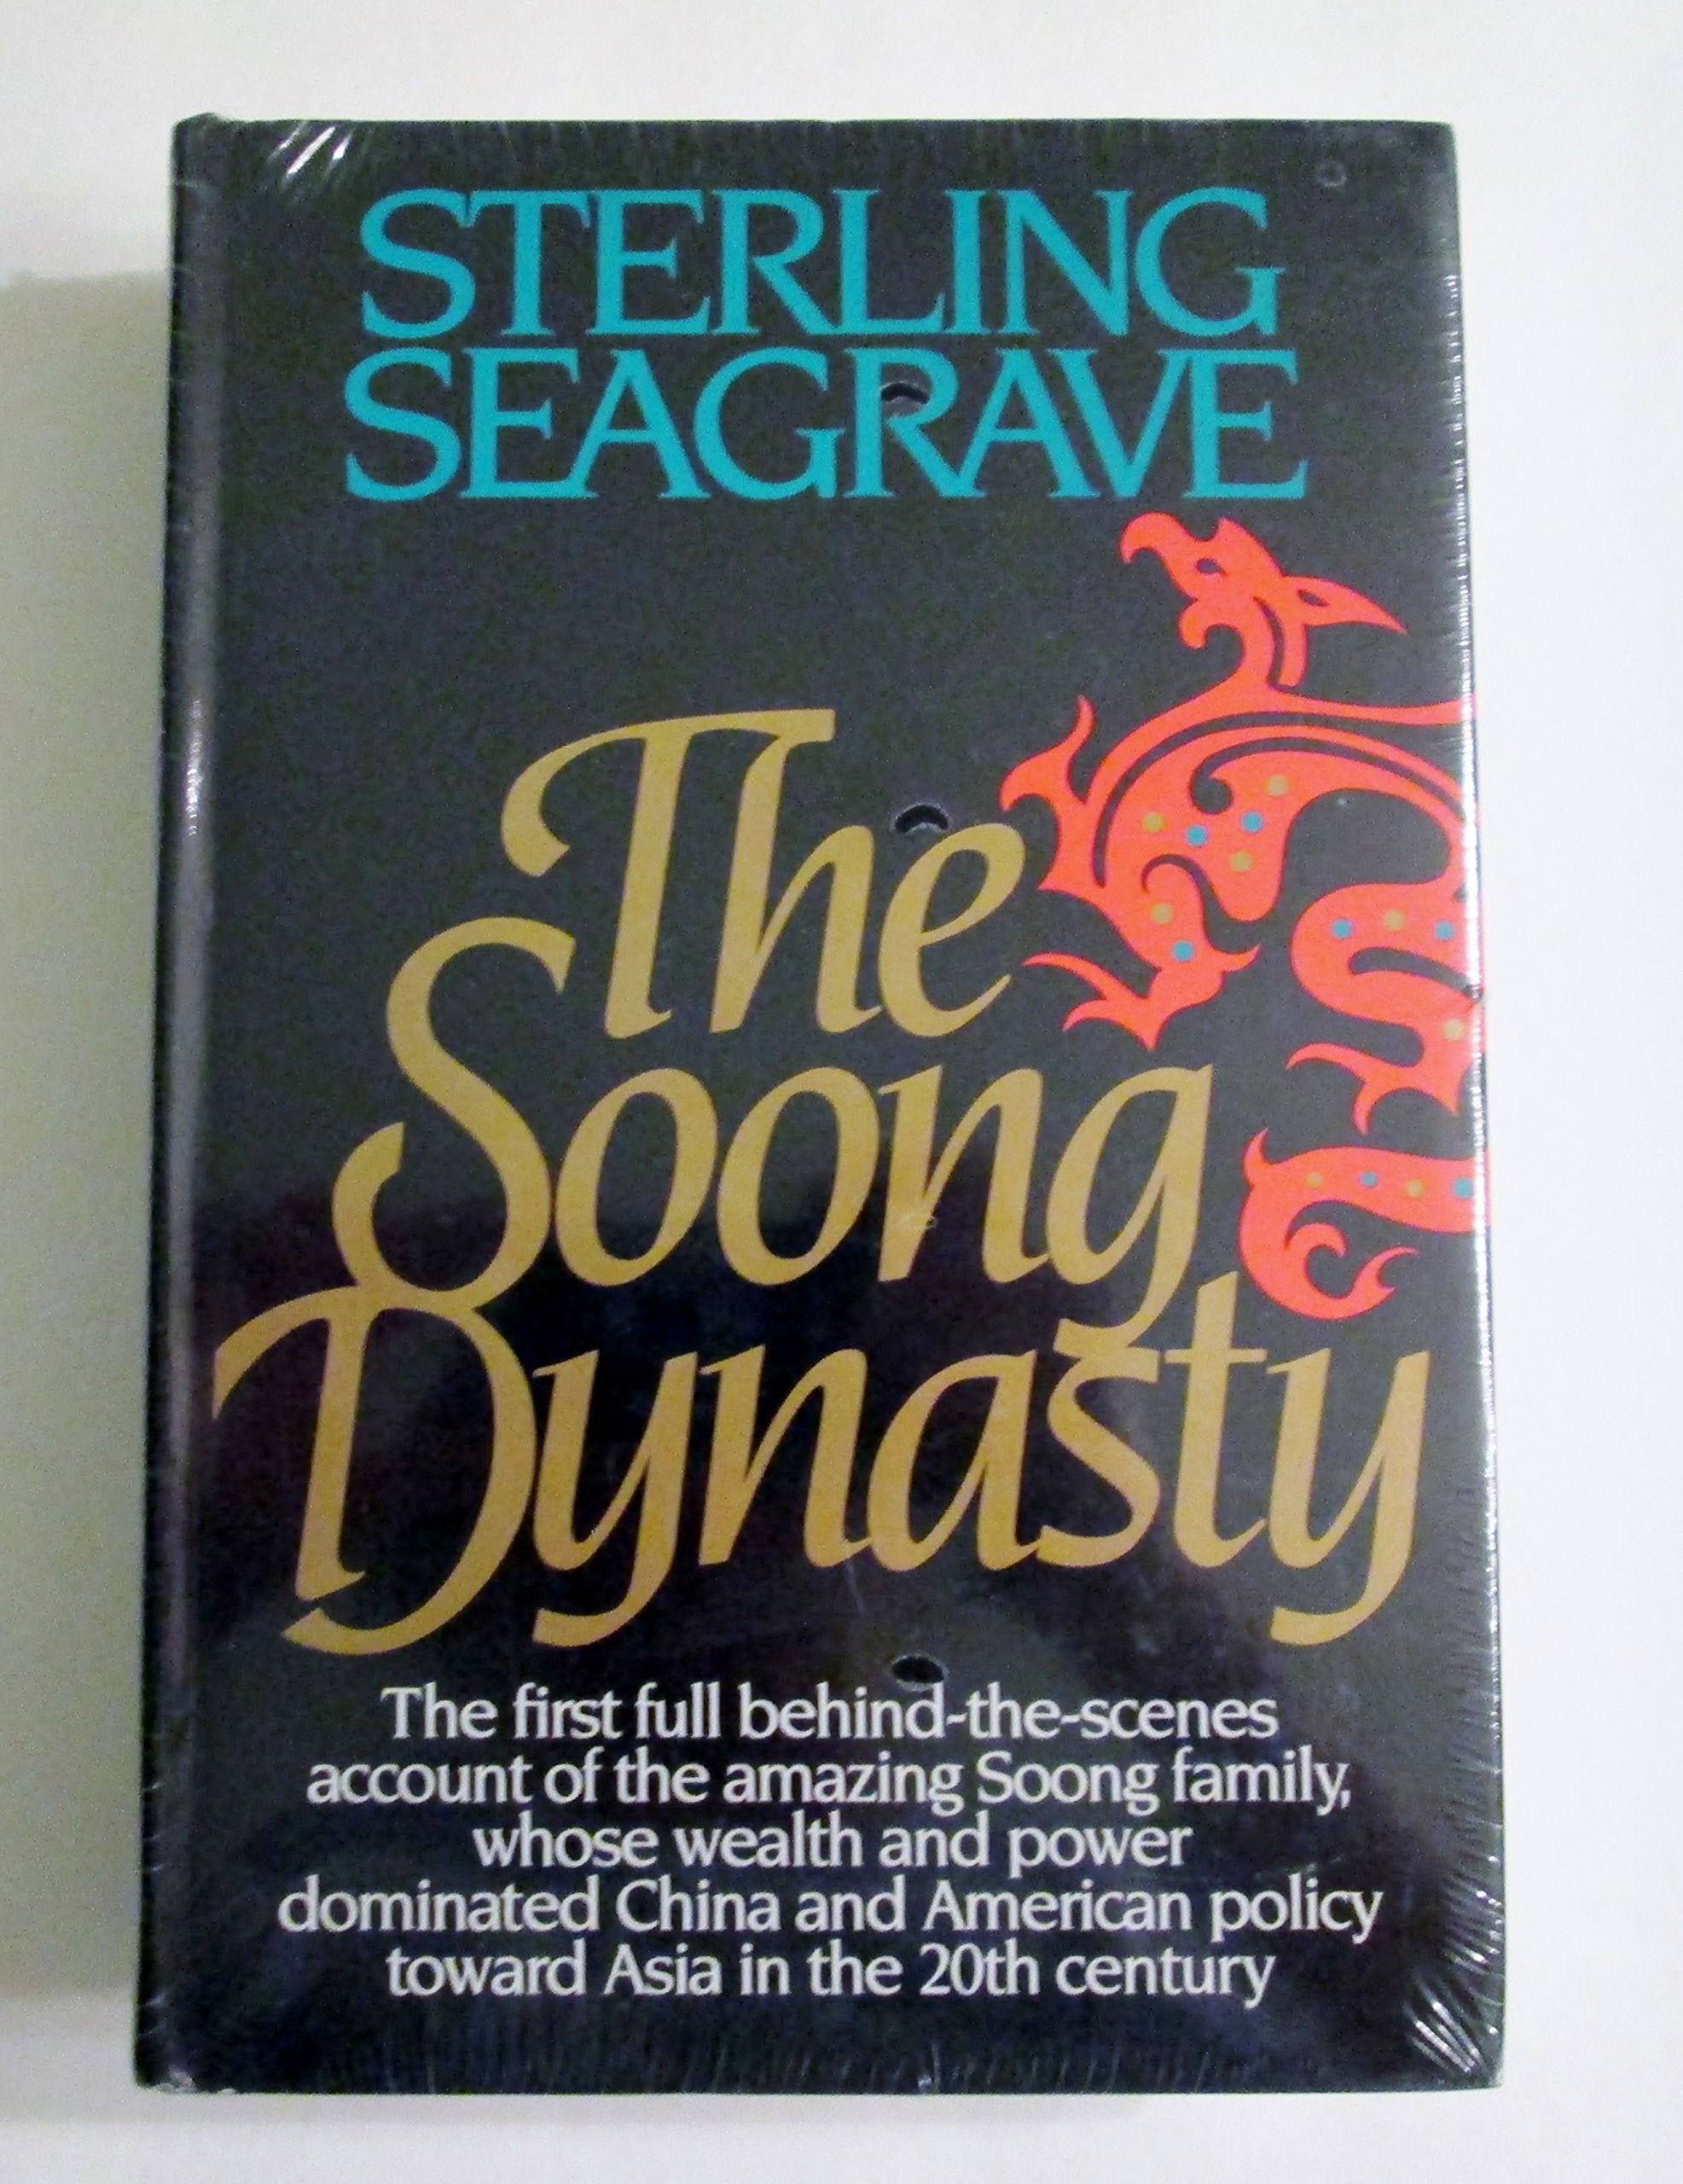 STERLING
SEAGRAVE
The
Soong
Dynasty
The first full behind-the-scenes
account of the amazing Soong family,
whose wealth and power
dominated China and American policy
toward Asia in the 20th century